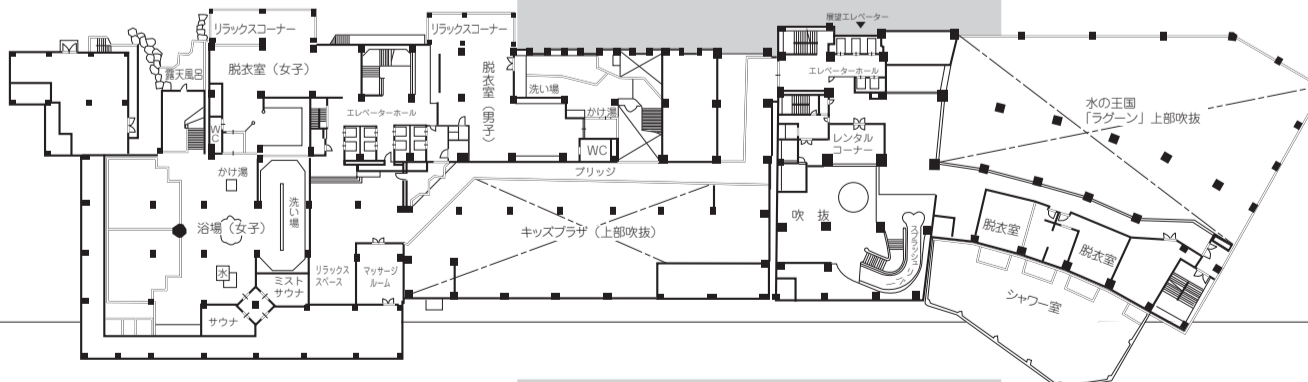 リラックスコーナー
リラックスコーナー
展望エレベーター
露天風呂
脱衣室（女子）
脱衣室（男子）
洗い場
エレベーターホール
水の王国
「ラグーン」上部吹抜
エレベーターホール
かけ湯
WC
WC
レンタル
コーナー
かけ湯
ブリッジ
洗い場
浴場（女子）
キッズプラザ（上部吹抜）
吹 抜
スプラッシュ
脱衣室
脱衣室
水
ミスト
サウナ
リラックス
スペース
マッサージ
ルーム
サウナ
シャワー室